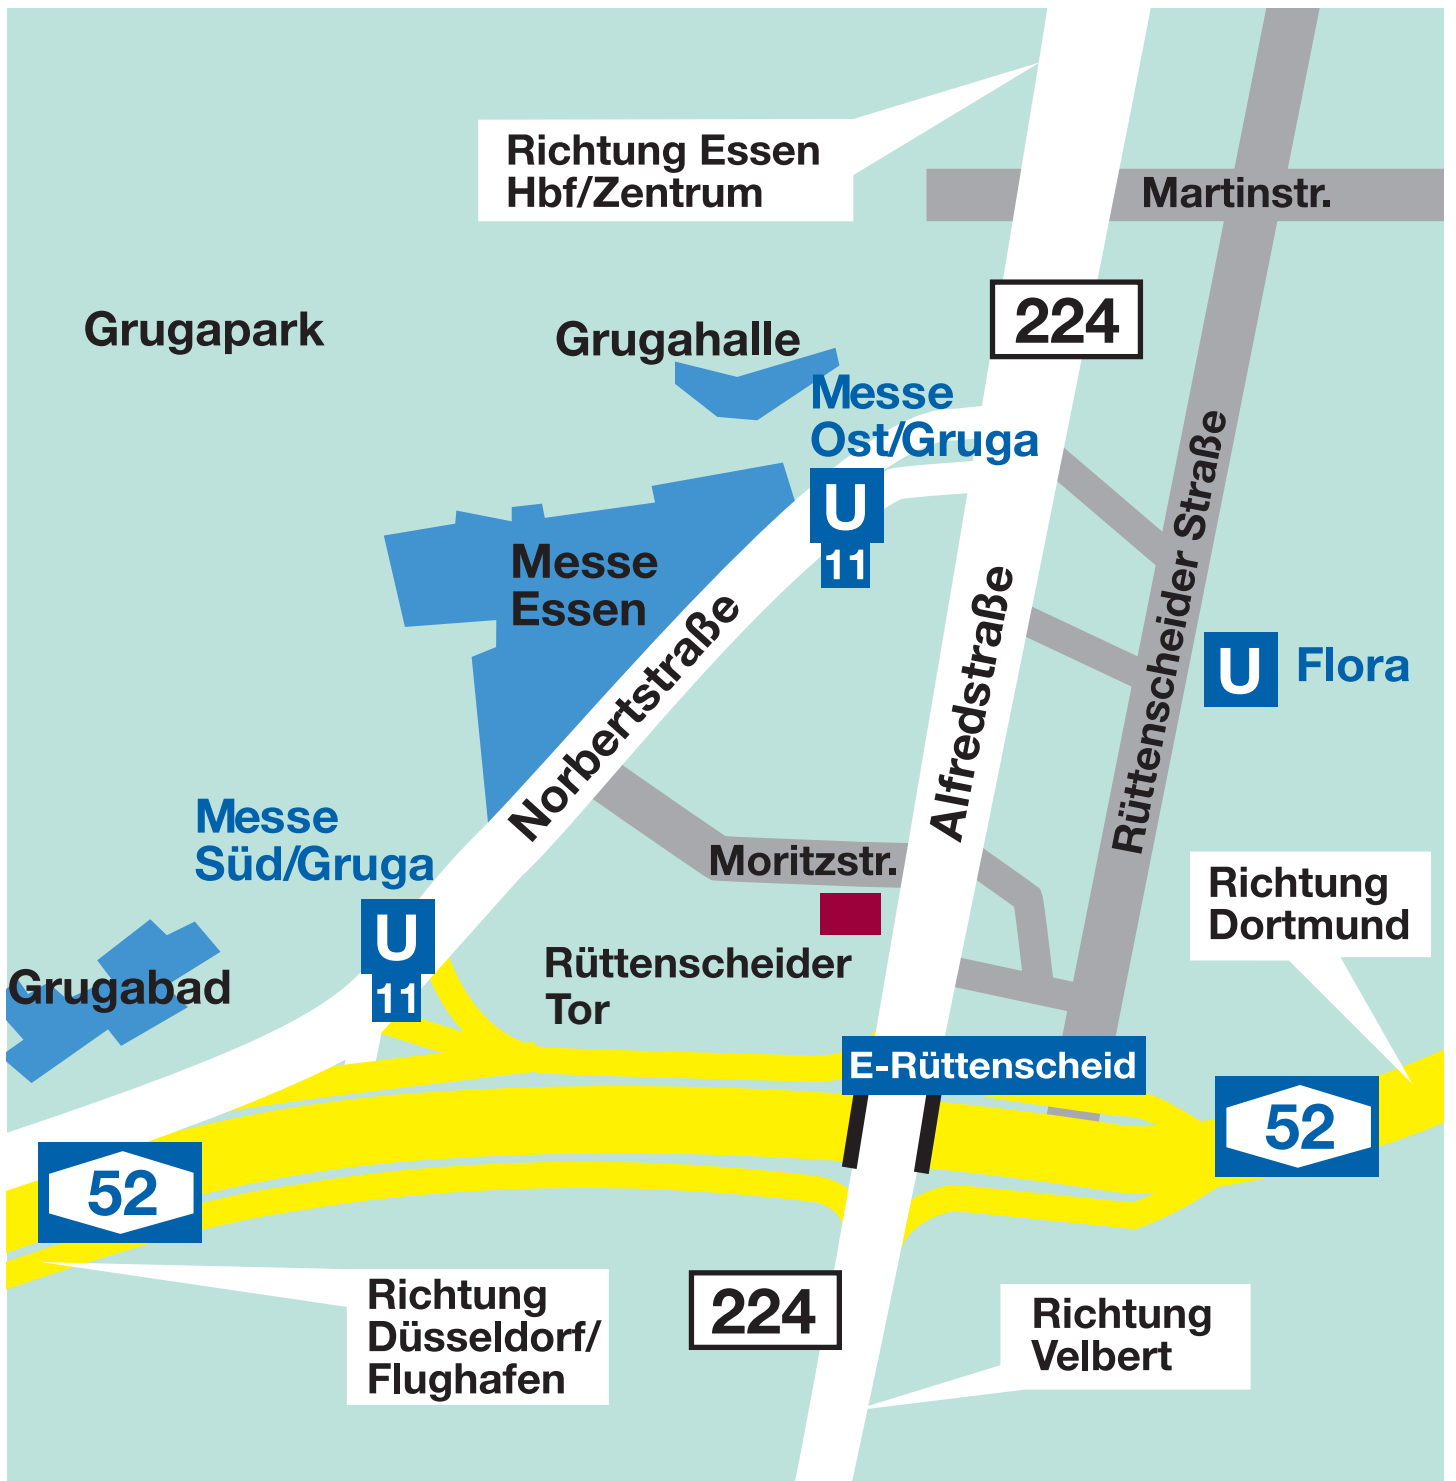 Richtung Essen
Hbf/Zentrum
Martinstr.
Grugapark
Grugahalle
224
Messe
Ost/Gruga
U
11
Messe
Essen
Norbertstraße
Alfredstraße
Rüttenscheider Straße
U
Flora
Messe
Süd/Gruga
U
11
Moritzstr.
Richtung
Dortmund
Grugabad
Rüttenscheider
Tor
E-Rüttenscheid
52
52
Richtung
Düsseldorf/
Flughafen
224
Richtung
Velbert